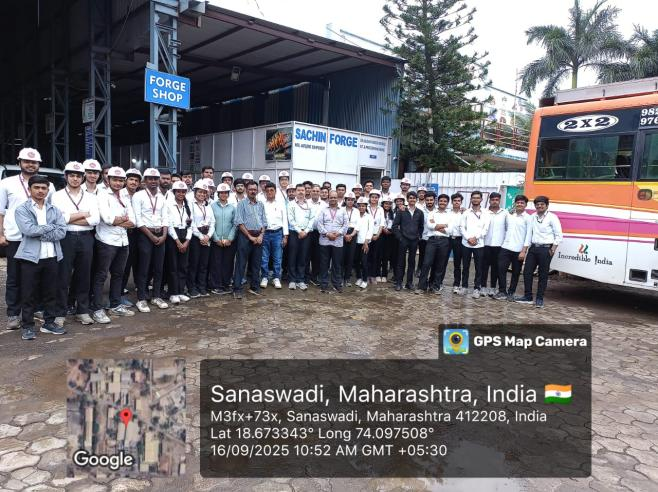 FORGE
SHOP
SACHIN FORGE
2X2
Incredible India
GPS Map Camera
Sanaswadi, Maharashtra, India
M3fx+73x, Sanaswadi, Maharashtra 412208, India
Lat 18.673343° Long 74.097508°
16/09/2025 10:52 AM GMT +05:30
Google